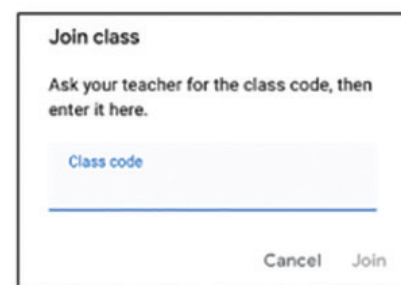 Join class
Ask your teacher for the class code, then
enter it here.
Class code
Cancel Join